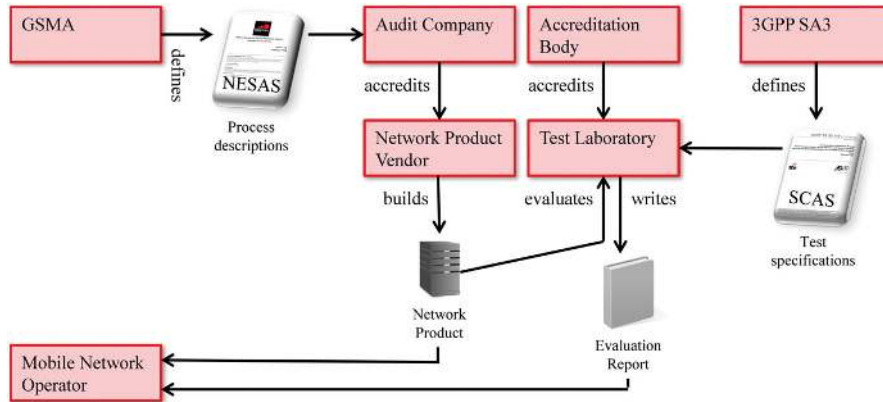 GSMA
defines
NESAS
Process
descriptions
Audit Company
accredits
Network Product
Vendor
builds
Network
Product
Accreditation
Body
accredits
Test Laboratory
evaluates
writes
Evaluation
Report
3GPP SA3
defines
SCAS
Test
specifications
Mobile Network
Operator